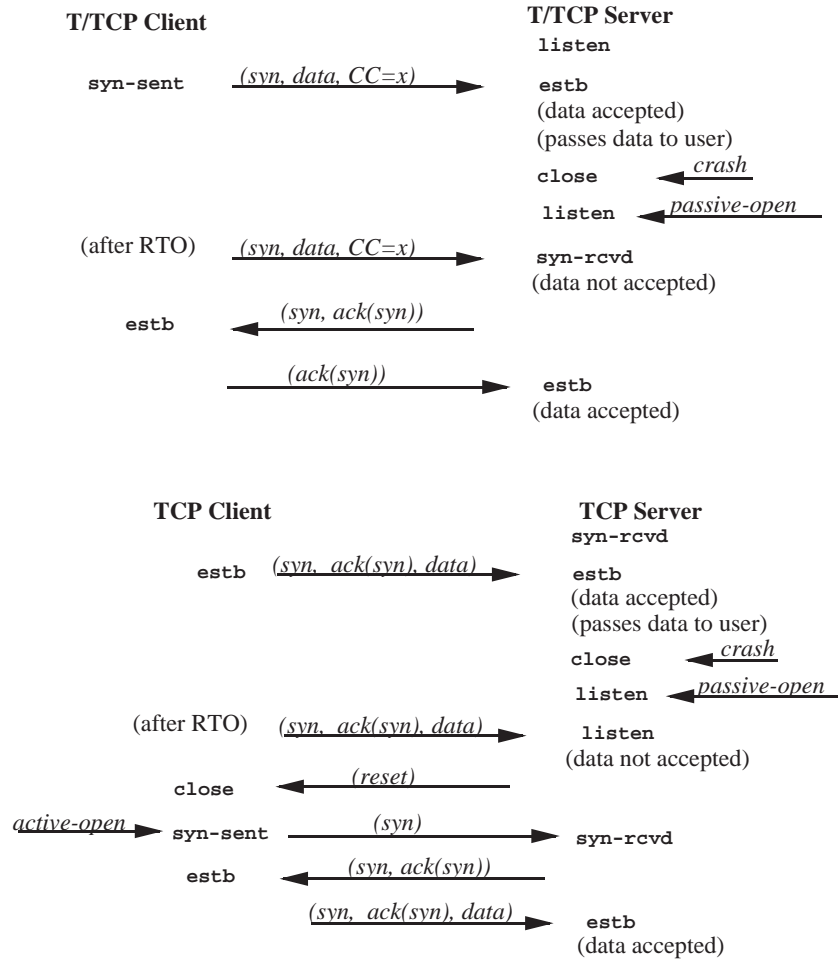 T/TCP Client T/TCP Server
listen
syn-sent (syn, data, CC=x) estb
(data accepted)
(passes data to user)
close crash
listen passive-open
(after RTO) (syn, data, CC=x) syn-rcvd
(data not accepted)
estb (syn, ack(syn))
(ack(syn)) estb
(data accepted)
TCP Client TCP Server
syn-rcvd
estb (syn, ack(syn), data) estb
(data accepted)
(passes data to user)
close crash
listen passive-open
(after RTO) (syn, ack(syn), data) listen
(data not accepted)
close (reset)
active-open syn-sent (syn) syn-rcvd
estb (syn, ack(syn))
(syn, ack(syn), data) estb
(data accepted)